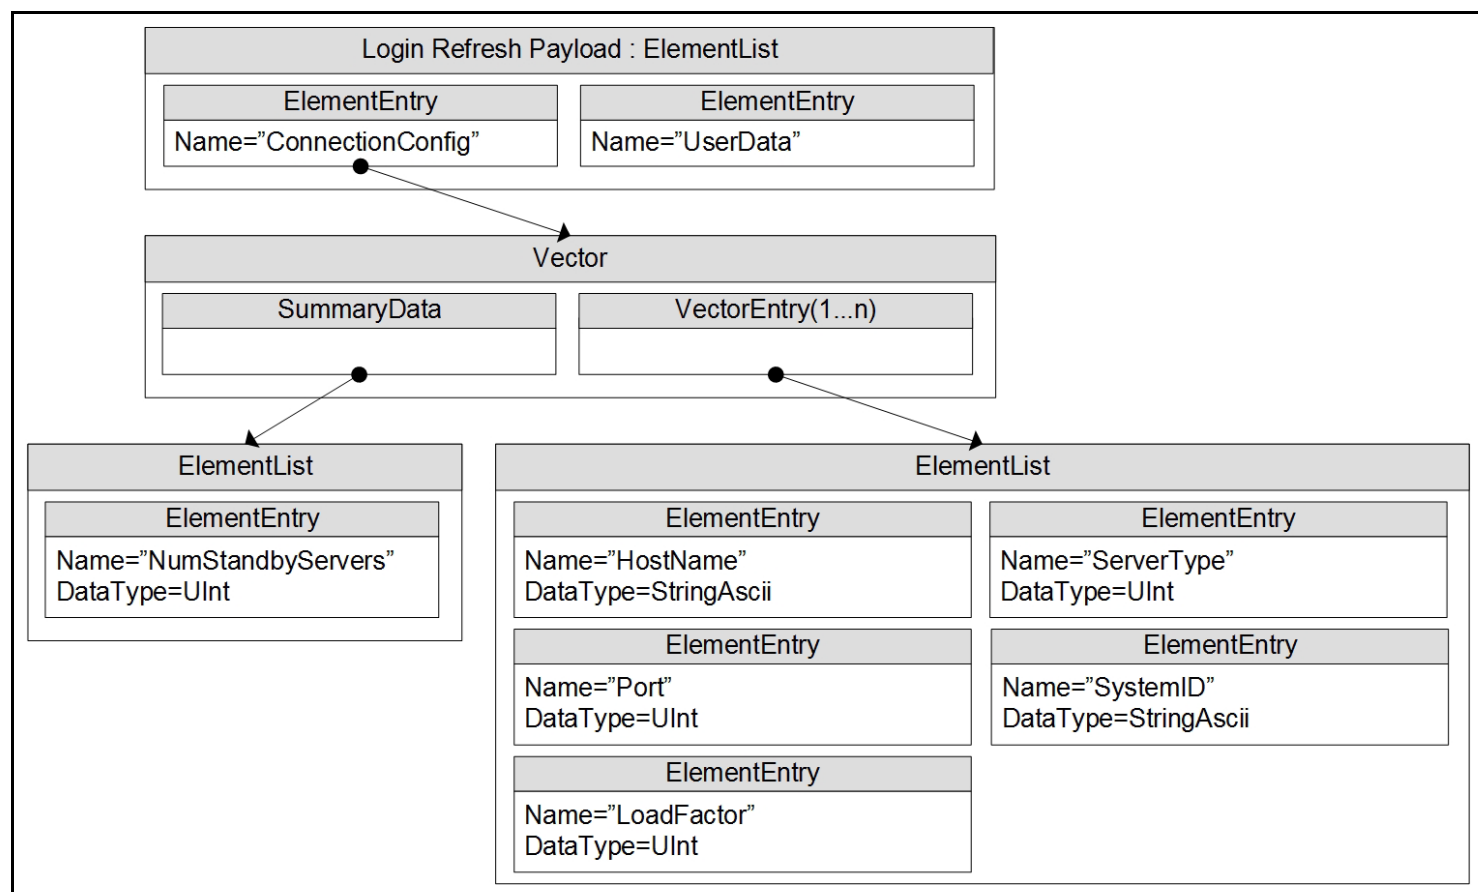 Login Refresh Payload : ElementList
ElementEntry
Name=”ConnectionConfig”
ElementEntry
Name=”UserData”
Vector
SummaryData
VectorEntry(1...n)
ElementList
ElementEntry
Name=”NumStandbyServers”
DataType=UInt
ElementList
ElementEntry
Name=”HostName”
DataType=StringAscii
ElementEntry
Name=”ServerType”
DataType=UInt
ElementEntry
Name=”Port”
DataType=UInt
ElementEntry
Name=”SystemID”
DataType=StringAscii
ElementEntry
Name=”LoadFactor”
DataType=UInt